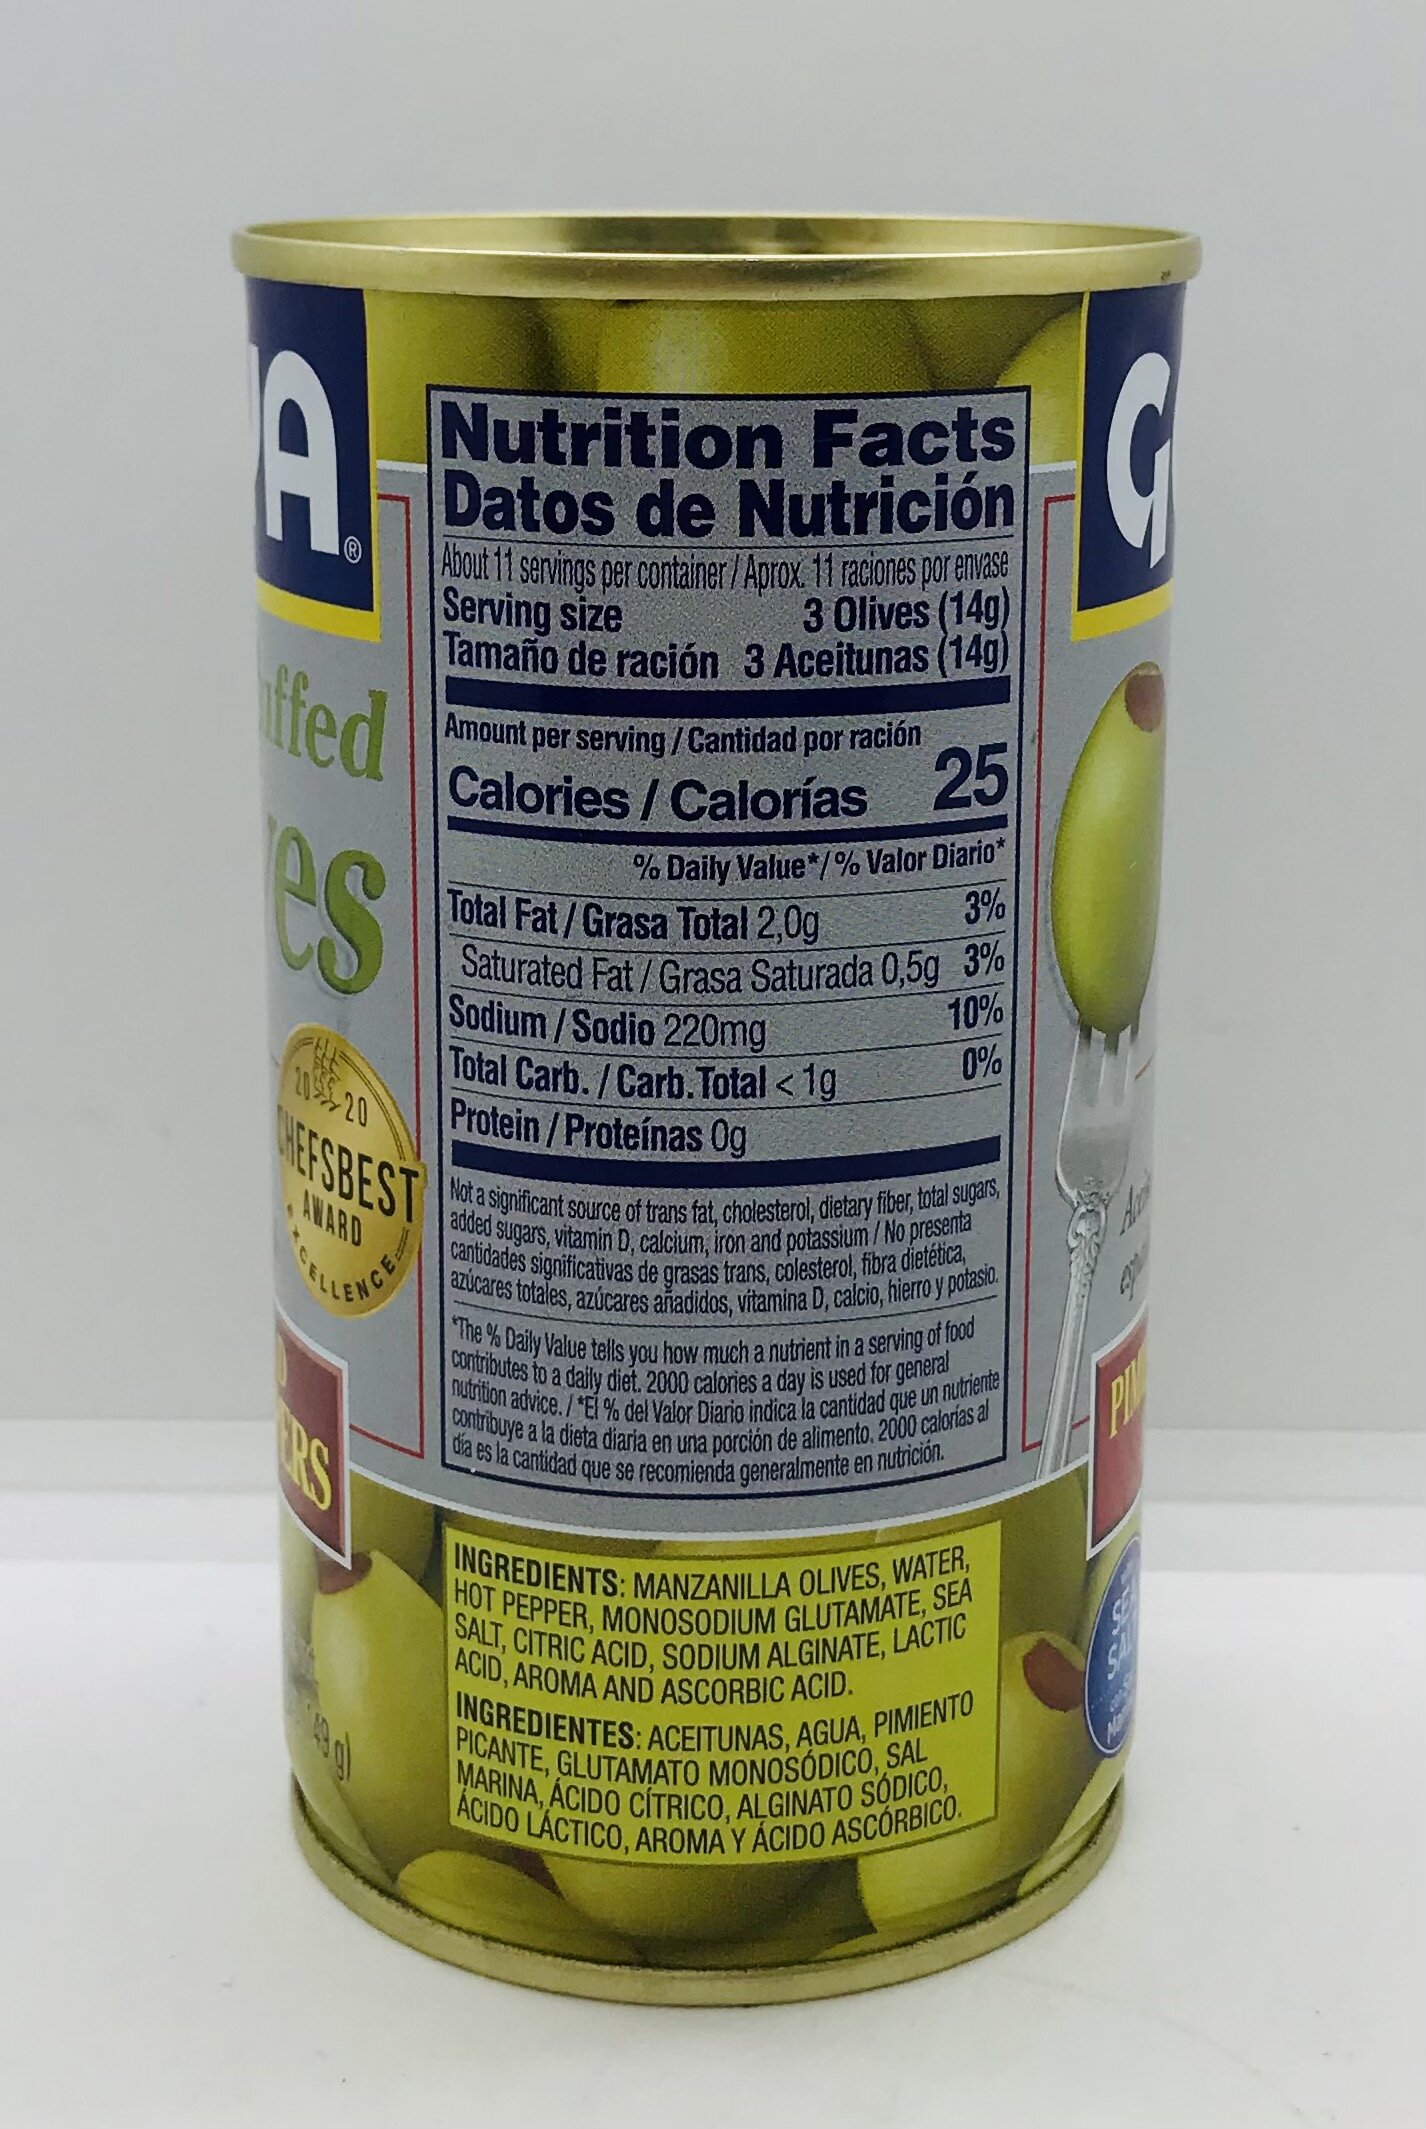 A®
uffed
es
2020
CHEFSBEST
AWARD
EXCELLENCE
ERS
49 g)
Nutrition Facts
Datos de Nutrición
About 11 servings per container / Aprox. 11 raciones por envase
Serving size 3 Olives (14g)
Tamaño de ración 3 Aceitunas (14g)
Amount per serving / Cantidad por ración
Calories / Calorías 25
% Daily Value*/ % Valor Diario*
Total Fat / Grasa Total 2,0g 3%
Saturated Fat / Grasa Saturada 0,5g 3%
Sodium / Sodio 220mg 10%
Total Carb. / Carb. Total < 1g 0%
Protein / Proteínas 0g
Not a significant source of trans fat, cholesterol, dietary fiber, total sugars,
added sugars, vitamin D, calcium, iron and potassium / No presenta
cantidades significativas de grasas trans, colesterol, fibra dietética,
azúcares totales, azúcares añadidos, vitamina D, calcio, hierro y potasio.
*The % Daily Value tells you how much a nutrient in a serving of food
contributes to a daily diet. 2000 calories a day is used for general
nutrition advice. / *El % del Valor Diario indica la cantidad que un nutriente
contribuye a la dieta diaria en una porción de alimento. 2000 calorías al
día es la cantidad que se recomienda generalmente en nutrición.
INGREDIENTS: MANZANILLA OLIVES, WATER,
HOT PEPPER, MONOSODIUM GLUTAMATE, SEA
SALT, CITRIC ACID, SODIUM ALGINATE, LACTIC
ACID, AROMA AND ASCORBIC ACID.
INGREDIENTES: ACEITUNAS, AGUA, PIMIENTO
PICANTE, GLUTAMATO MONOSÓDICO, SAL
MARINA, ÁCIDO CÍTRICO, ALGINATO SÓDICO,
ÁCIDO LÁCTICO, AROMA Y ÁCIDO ASCÓRBICO.
G
PIM
SEA